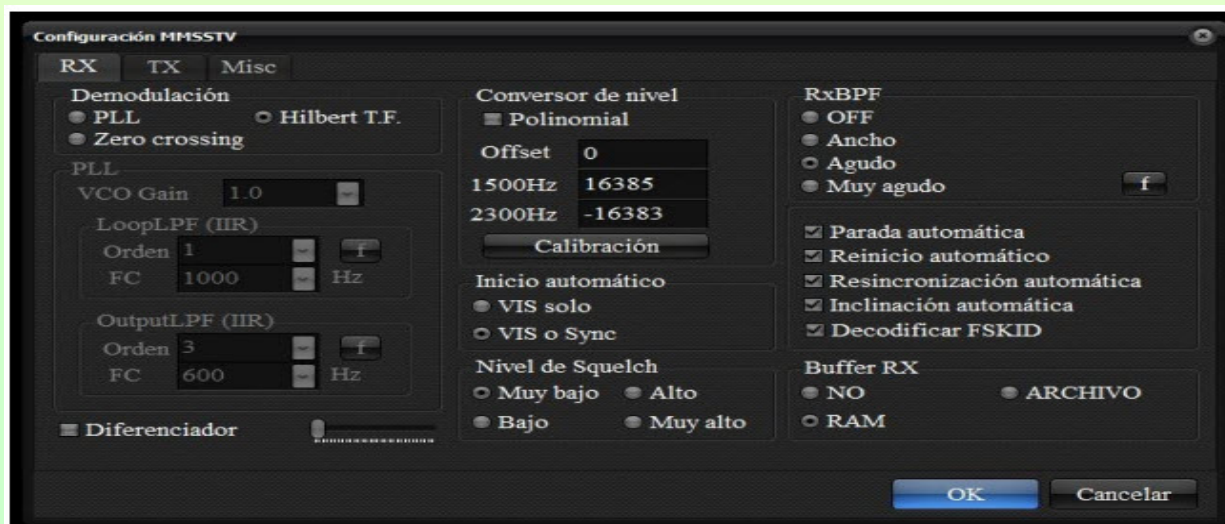 Configuración MMSSTV
RX TX Misc
Demodulación
PLL Hilbert T.F.
Zero crossing
PLL
VCO Gain 1.0
LoopLPF (IIR)
Orden 1 f
FC 1000 Hz
OutputLPF (IIR)
Orden 3 f
FC 600 Hz
Diferenciador
Conversor de nivel
Polinomial
Offset 0
1500Hz 16385
2300Hz -16383
Calibración
Inicio automático
VIS solo
VIS o Sync
Nivel de Squelch
Muy bajo Alto
Bajo Muy alto
RxBPF
OFF
Ancho
Agudo
Muy agudo f
Parada automática
Reinicio automático
Resincronización automática
Inclinación automática
Decodificar FSKID
Buffer RX
NO ARCHIVO
RAM
OK Cancelar